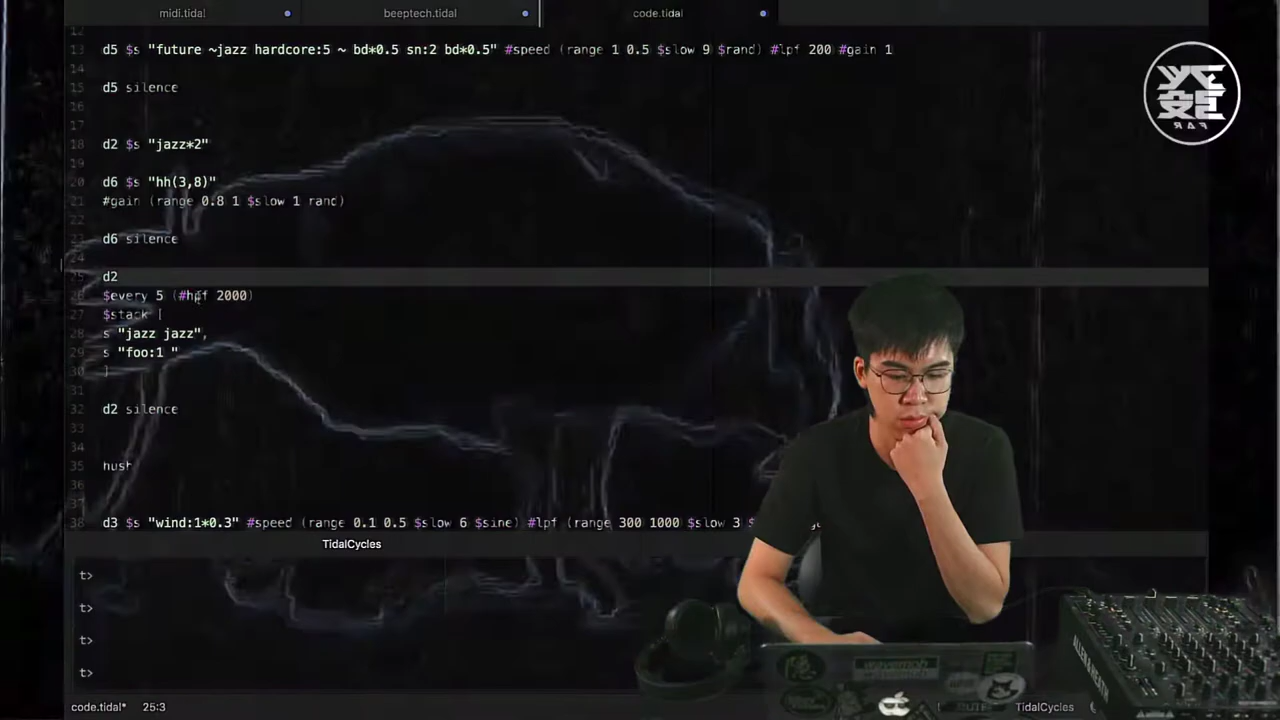 midi.tidal
beeptech.tidal
code.tidal
12
13 d5 $s "future ~jazz hardcore:5 ~ bd*0.5 sn:2 bd*0.5" #speed (range 1 0.5 $slow 9 $rand) #lpf 200 #gain 1
14
15 d5 silence
16
17
18 d2 $s "jazz*2"
19
20 d6 $s "hh(3,8)"
21 #gain (range 0.8 1 $slow 1 rand)
22
23 d6 silence
24
25 d2
26 $every 5 (#hpf 2000)
27 $stack [
28 s "jazz jazz",
29 s "foo:1 "
30 ]
31
32 d2 silence
33
34
35 hush
36
37
38 d3 $s "wind:1*0.3" #speed (range 0.1 0.5 $slow 6 $sine) #lpf (range 300 1000 $slow 3
TidalCycles
t>
t>
t>
t>
code.tidal* 25:3
TidalCycles
ALLEN&HEATH